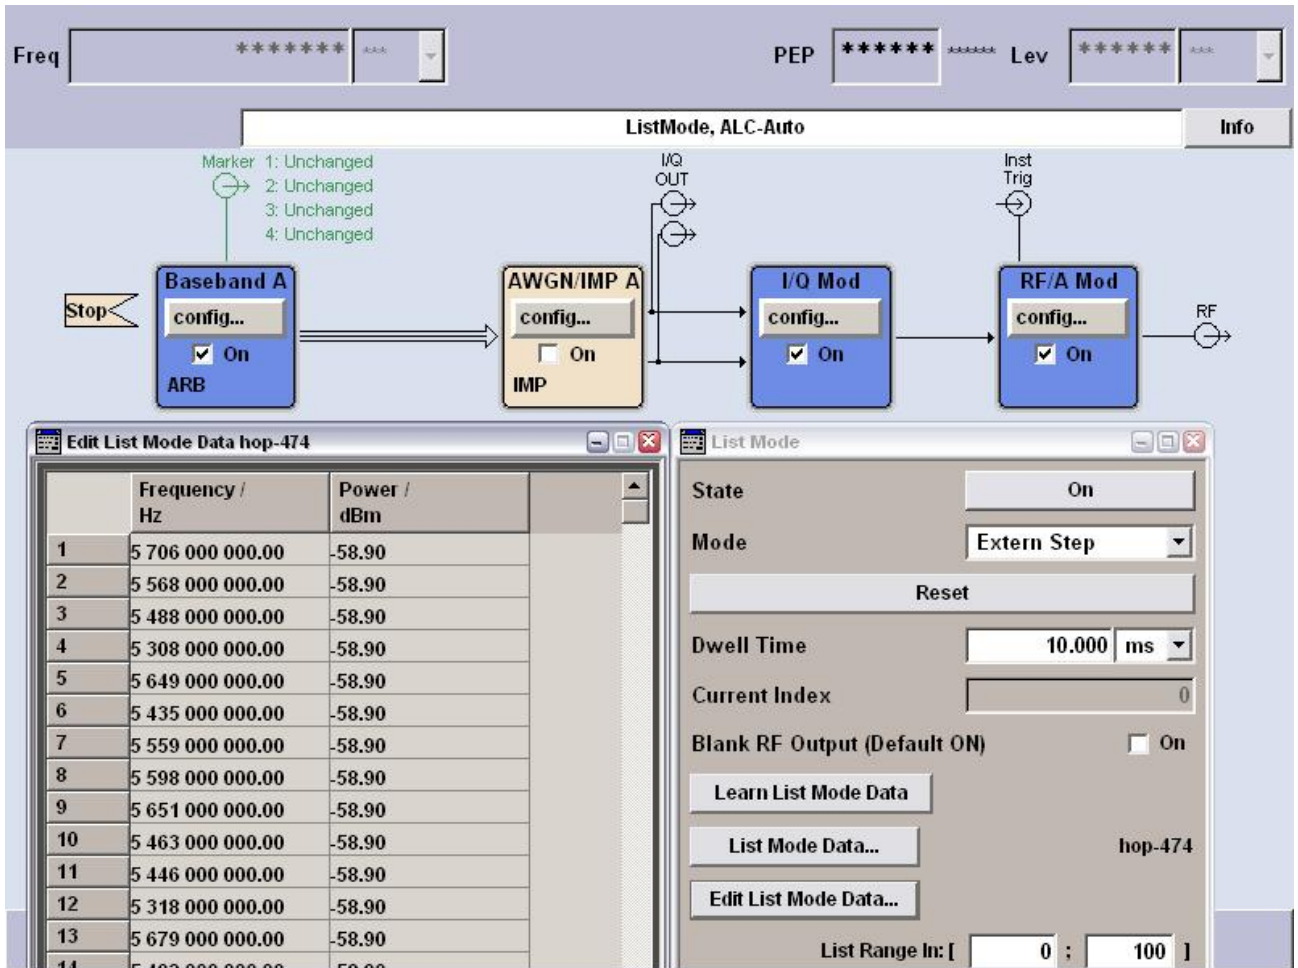 Freq ******* *** PEP ****** ****** Lev ****** ***
ListMode, ALC-Auto Info
Marker 1: Unchanged
2: Unchanged
3: Unchanged
4: Unchanged
I/Q
OUT
Inst
Trig
Stop
Baseband A
config...
On
ARB
AWGN/IMP A
config...
On
IMP
I/Q Mod
config...
On
RF/A Mod
config...
On
RF
Edit List Mode Data hop-474
Frequency / Hz Power / dBm
1 5 706 000 000.00 -58.90
2 5 568 000 000.00 -58.90
3 5 488 000 000.00 -58.90
4 5 308 000 000.00 -58.90
5 5 649 000 000.00 -58.90
6 5 435 000 000.00 -58.90
7 5 559 000 000.00 -58.90
8 5 598 000 000.00 -58.90
9 5 651 000 000.00 -58.90
10 5 463 000 000.00 -58.90
11 5 446 000 000.00 -58.90
12 5 318 000 000.00 -58.90
13 5 679 000 000.00 -58.90
14
List Mode
State On
Mode Extern Step
Reset
Dwell Time 10.000 ms
Current Index 0
Blank RF Output (Default ON) On
Learn List Mode Data
List Mode Data... hop-474
Edit List Mode Data...
List Range In: [ 0 ; 100 ]